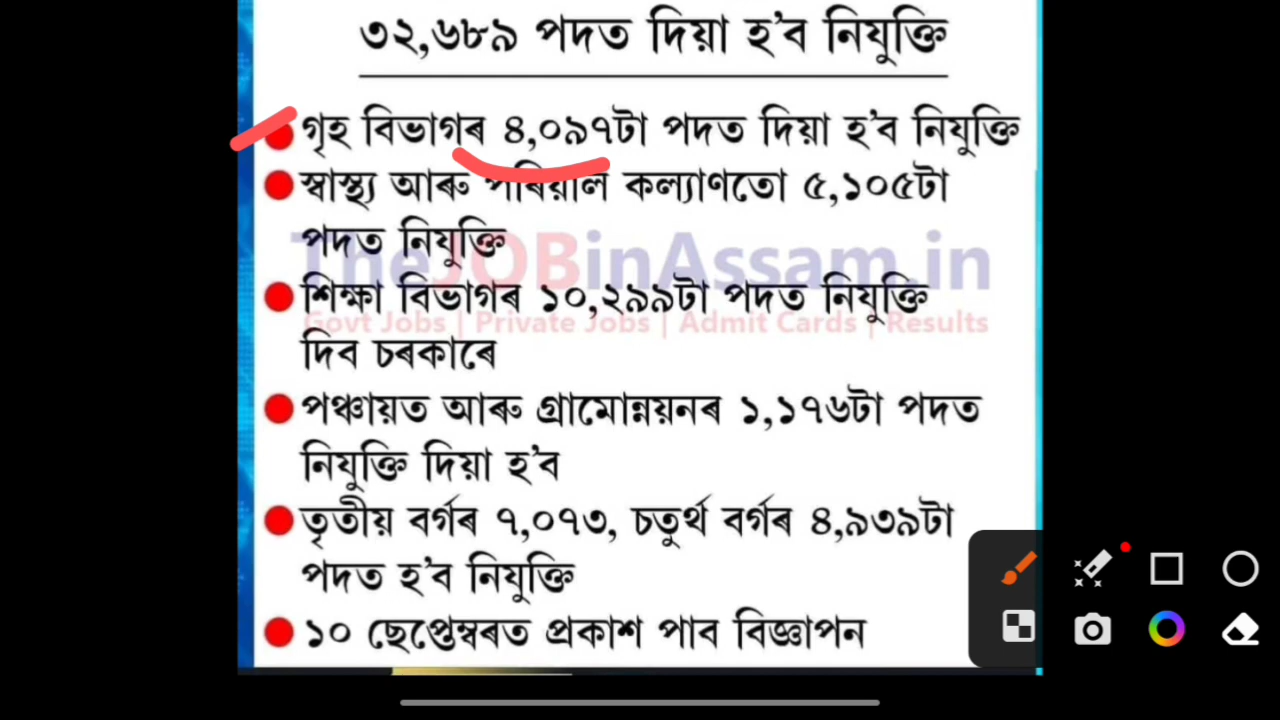 ৩২,৬৮৯ পদত দিয়া হ'ব নিযুক্তি
গৃহ বিভাগৰ ৪,০৯৭টা পদত দিয়া হ'ব নিযুক্তি
স্বাস্থ্য আৰু পৰিয়াল কল্যাণতো ৫,১০৫টা
পদত নিযুক্তি
TheJOBinAssam.in
শিক্ষা বিভাগৰ ১০,২৯৯টা পদত নিযুক্তি
Govt Jobs | Private Jobs | Admit Cards | Results
দিব চৰকাৰে
পঞ্চায়ত আৰু গ্ৰামোন্নয়নৰ ১,১৭৬টা পদত
নিযুক্তি দিয়া হ'ব
তৃতীয় বৰ্গৰ ৭,০৭৩, চতুৰ্থ বৰ্গৰ ৪,৯৩৯টা
পদত হ'ব নিযুক্তি
১০ ছেপ্তেম্বৰত প্ৰকাশ পাব বিজ্ঞাপন